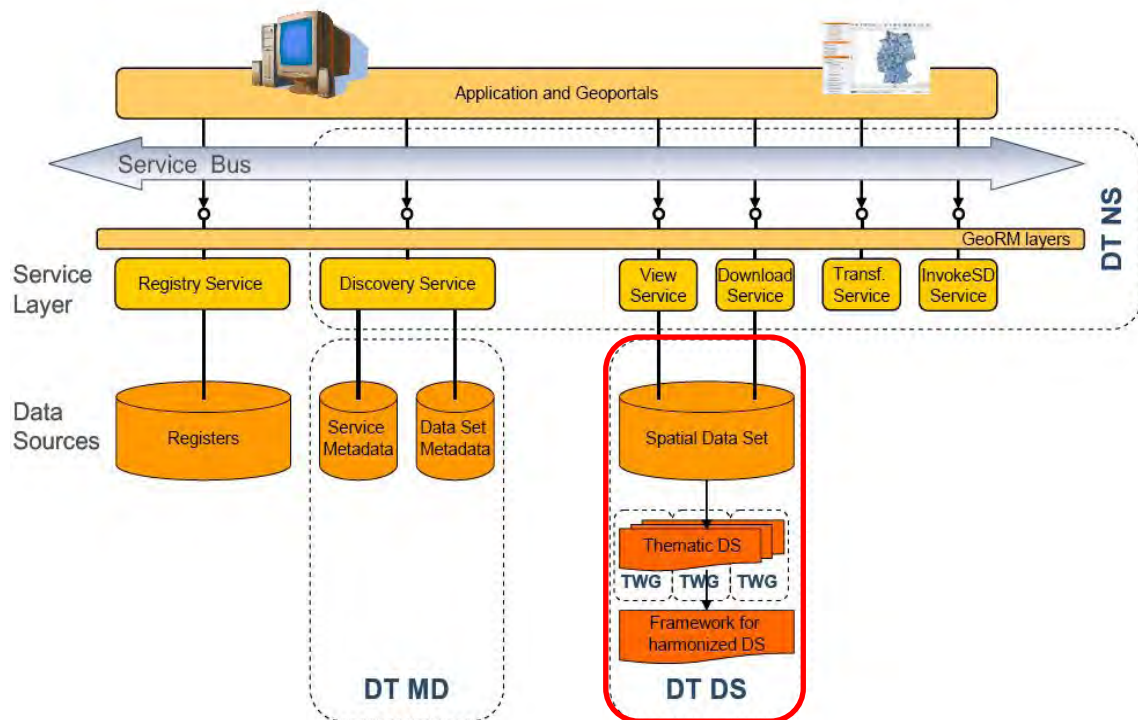 Application and Geoportals
Service Bus
DT NS
GeoRM layers
Service
Layer
Registry Service
Discovery Service
View
Service
Download
Service
Transf.
Service
InvokeSD
Service
Data
Sources
Registers
Service
Metadata
Data Set
Metadata
Spatial Data Set
Thematic DS
TWG TWG TWG
Framework for
harmonized DS
DT MD
DT DS